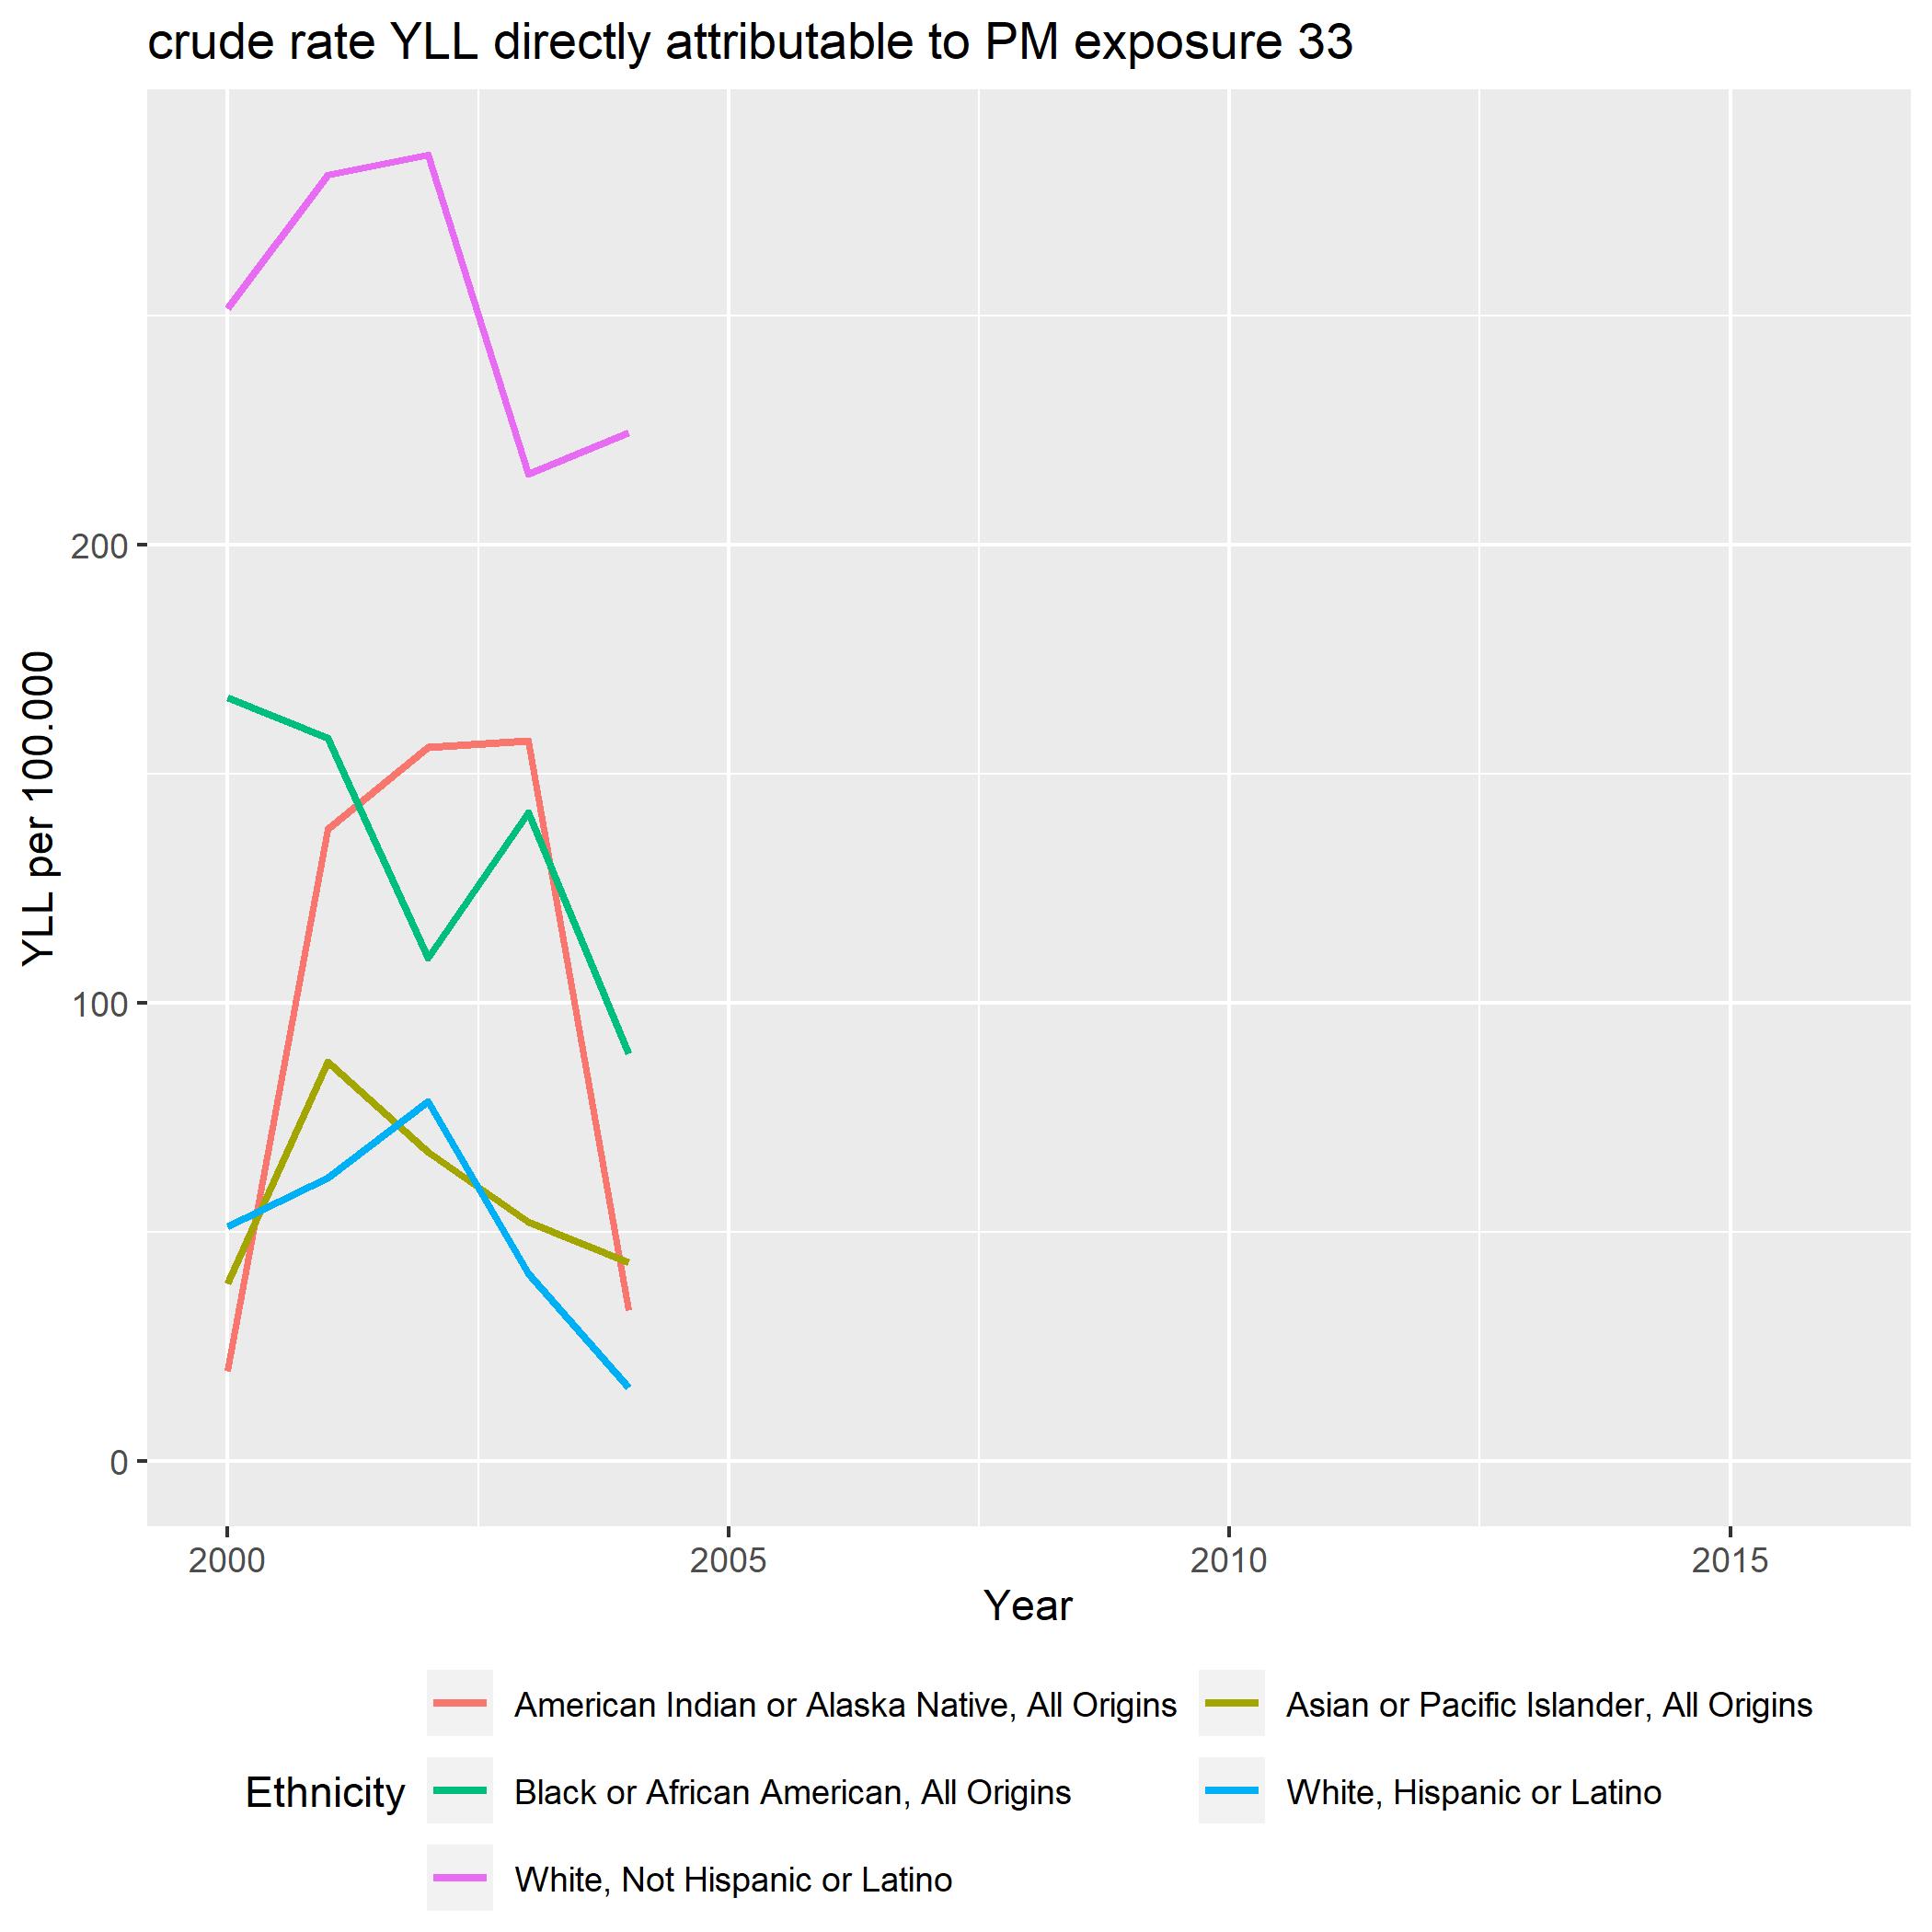 crude rate YLL directly attributable to PM exposure 33
YLL per 100.000
200
100
0
2000 2005 2010 2015
Year
Ethnicity
American Indian or Alaska Native, All Origins
Asian or Pacific Islander, All Origins
Black or African American, All Origins
White, Hispanic or Latino
White, Not Hispanic or Latino